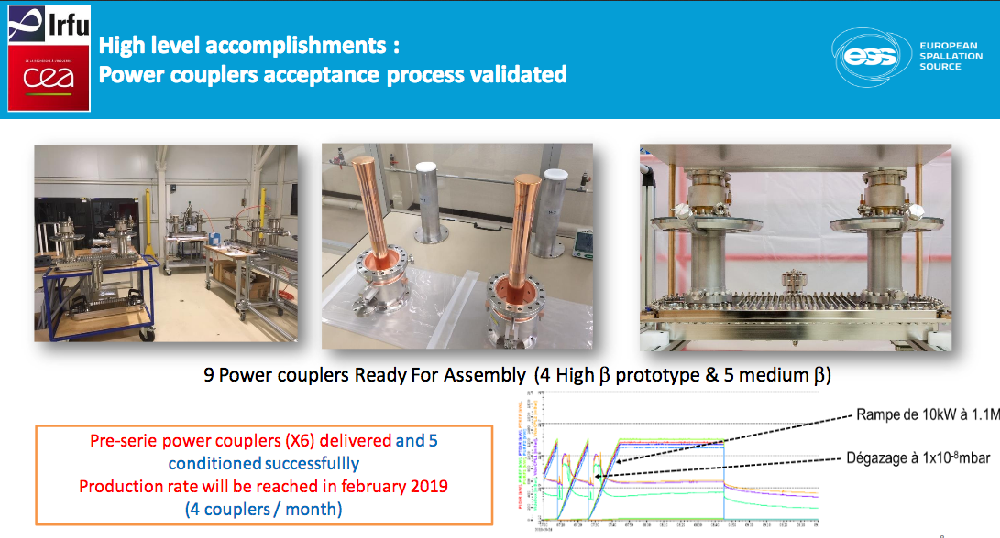 Irfu
DE LA RECHERCHE À L'INDUSTRIE
cea
High level accomplishments :
Power couplers acceptance process validated
ess
EUROPEAN
SPALLATION
SOURCE
9 Power couplers Ready For Assembly (4 High β prototype & 5 medium β)
Pre-serie power couplers (X6) delivered and 5
conditioned successfullly
Production rate will be reached in february 2019
(4 couplers / month)
Rampe de 10kW à 1.1M
Dégazage à 1x10⁻⁸mbar